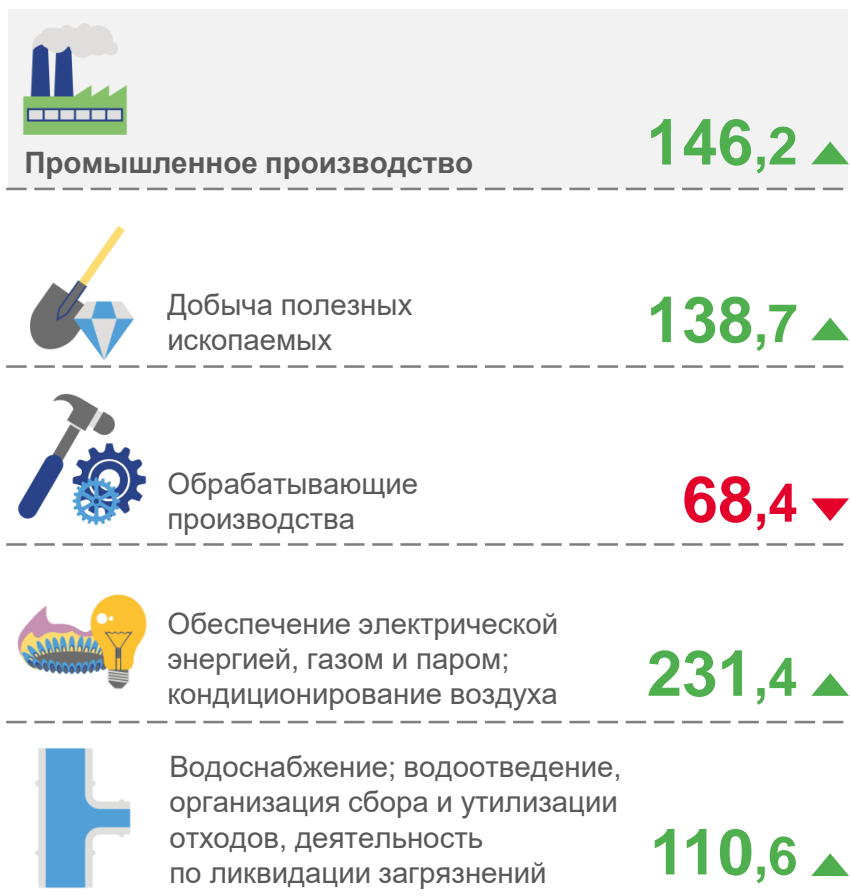 Промышленное производство
146,2
Добыча полезных
ископаемых
138,7
Обрабатывающие
производства
68,4
Обеспечение электрической
энергией, газом и паром;
кондиционирование воздуха
231,4
Водоснабжение; водоотведение,
организация сбора и утилизации
отходов, деятельность
по ликвидации загрязнений
110,6